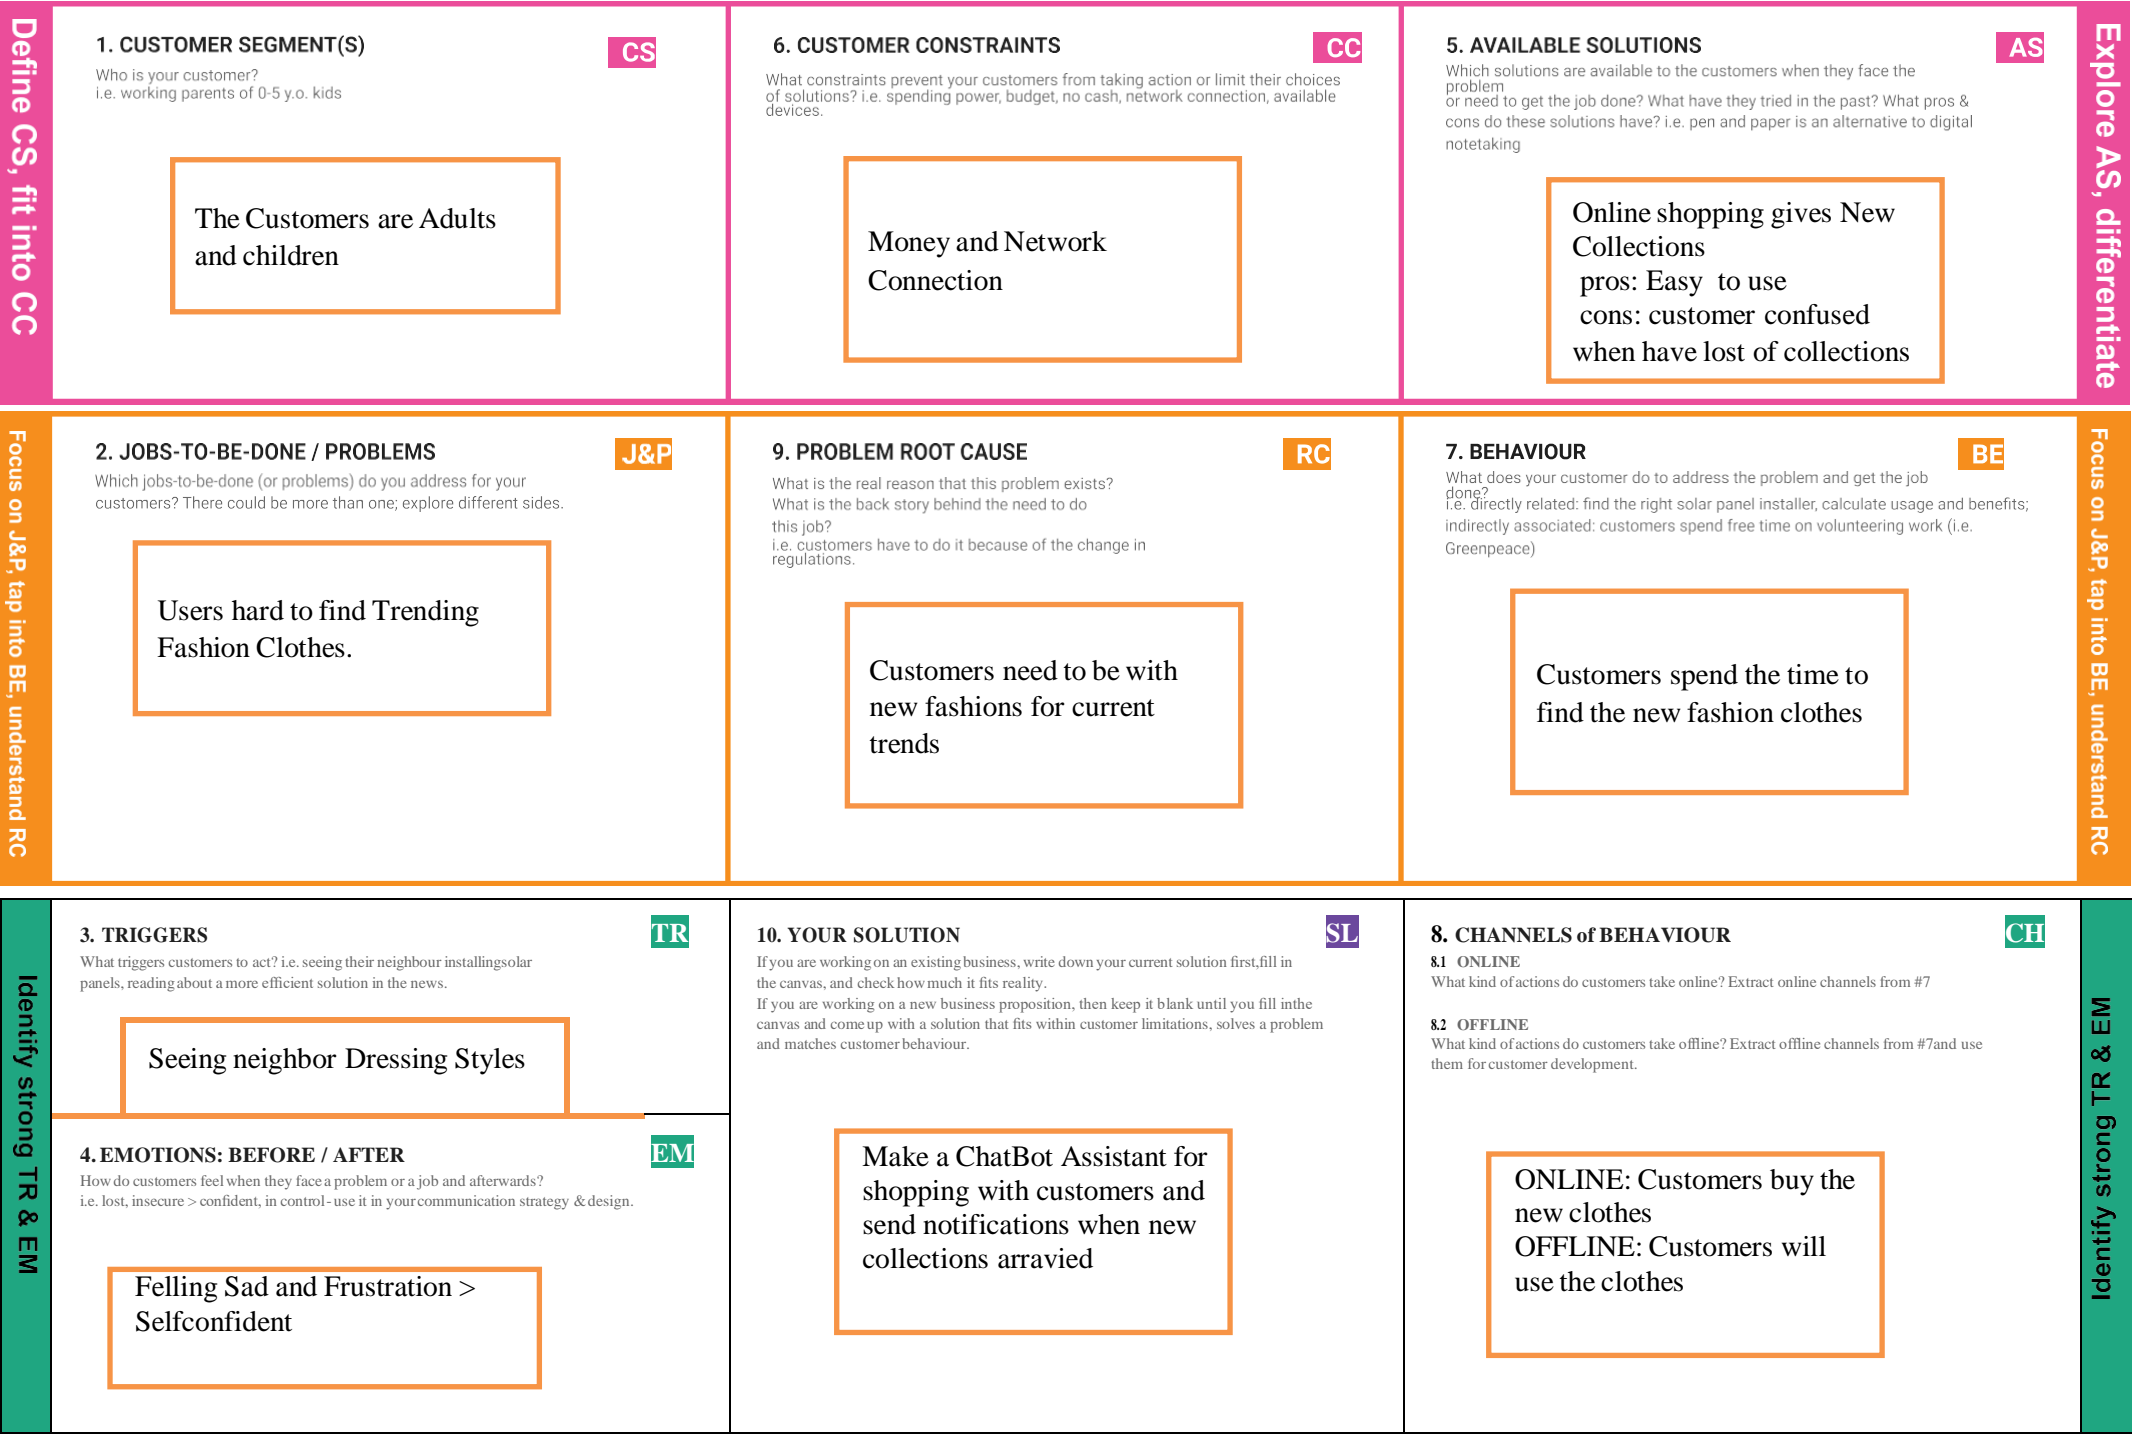 Define CS, fit into CC
1. CUSTOMER SEGMENT(S)
CS
Who is your customer?
i.e. working parents of 0-5 y.o. kids
The Customers are Adults
and children
6. CUSTOMER CONSTRAINTS
CC
What constraints prevent your customers from taking action or limit their choices
of solutions? i.e. spending power, budget, no cash, network connection, available
devices.
Money and Network
Connection
5. AVAILABLE SOLUTIONS
AS
Which solutions are available to the customers when they face the
problem
or need to get the job done? What have they tried in the past? What pros &
cons do these solutions have? i.e. pen and paper is an alternative to digital
notetaking
Online shopping gives New
Collections
pros: Easy to use
cons: customer confused
when have lost of collections
Explore AS, differentiate
Focus on J&P, tap into BE, understand RC
2. JOBS-TO-BE-DONE / PROBLEMS
J&P
Which jobs-to-be-done (or problems) do you address for your
customers? There could be more than one; explore different sides.
Users hard to find Trending
Fashion Clothes.
9. PROBLEM ROOT CAUSE
RC
What is the real reason that this problem exists?
What is the back story behind the need to do
this job?
i.e. customers have to do it because of the change in
regulations.
Customers need to be with
new fashions for current
trends
7. BEHAVIOUR
BE
What does your customer do to address the problem and get the job
done?
i.e. directly related: find the right solar panel installer, calculate usage and benefits;
indirectly associated: customers spend free time on volunteering work (i.e.
Greenpeace)
Customers spend the time to
find the new fashion clothes
Focus on J&P, tap into BE, understand RC
Identify strong TR & EM
3. TRIGGERS
TR
What triggers customers to act? i.e. seeing their neighbour installingsolar
panels, reading about a more efficient solution in the news.
Seeing neighbor Dressing Styles
4. EMOTIONS: BEFORE / AFTER
EM
How do customers feel when they face a problem or a job and afterwards?
i.e. lost, insecure > confident, in control - use it in your communication strategy & design.
Felling Sad and Frustration >
Selfconfident
10. YOUR SOLUTION
SL
If you are working on an existing business, write down your current solution first,fill in
the canvas, and check how much it fits reality.
If you are working on a new business proposition, then keep it blank until you fill inthe
canvas and come up with a solution that fits within customer limitations, solves a problem
and matches customer behaviour.
Make a ChatBot Assistant for
shopping with customers and
send notifications when new
collections arravied
8. CHANNELS of BEHAVIOUR
CH
8.1 ONLINE
What kind of actions do customers take online? Extract online channels from #7
8.2 OFFLINE
What kind of actions do customers take offline? Extract offline channels from #7and use
them for customer development.
ONLINE: Customers buy the
new clothes
OFFLINE: Customers will
use the clothes
Identify strong TR & EM